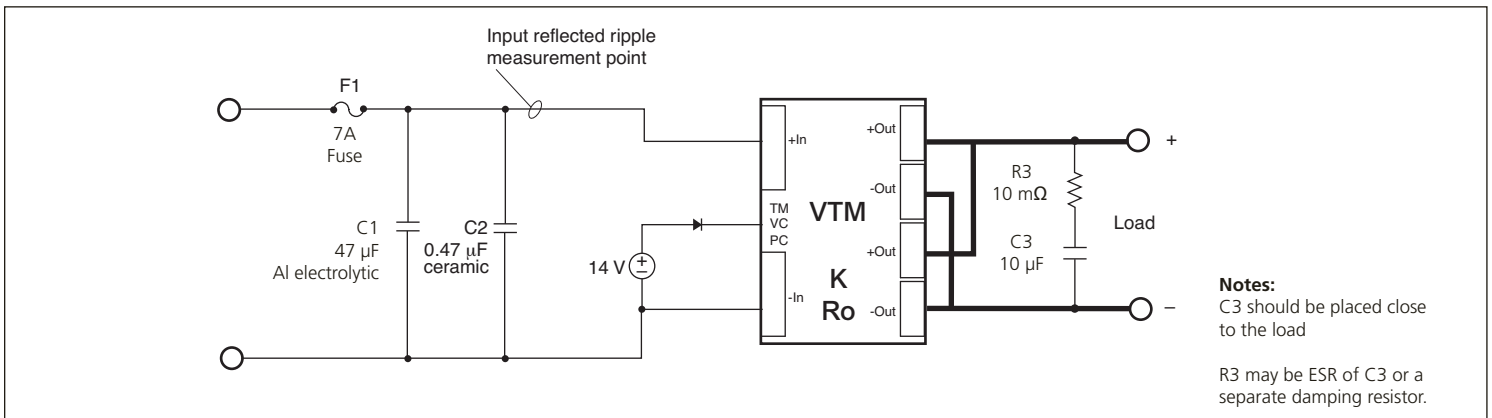 Input reflected ripple
measurement point
F1
7A
Fuse
C1
47 µF
Al electrolytic
C2
0.47 µF
ceramic
14 V
+
–
+In
TM
VC
PC
-In
VTM
K
Ro
+Out
-Out
+Out
-Out
R3
10 mΩ
C3
10 µF
+
Load
–
Notes:
C3 should be placed close
to the load
R3 may be ESR of C3 or a
separate damping resistor.